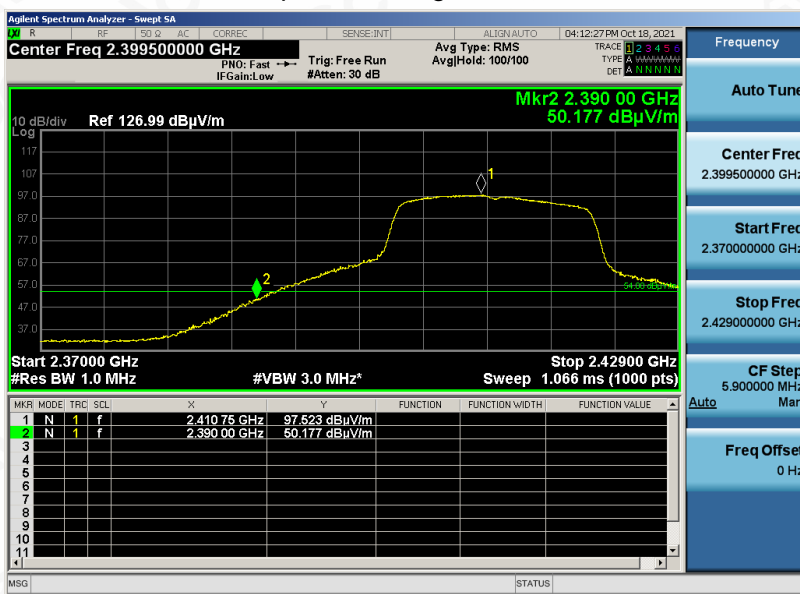 Agilent Spectrum Analyzer - Swept SA
LXI R RF 50 Ω AC CORREC SENSE:INT ALIGN AUTO 04:12:27 PM Oct 18, 2021
Center Freq 2.399500000 GHz
PNO: Fast
IFGain:Low
Trig: Free Run
#Atten: 30 dB
Avg Type: RMS
Avg|Hold: 100/100
TRACE 1 2 3 4 5 6
TYPE A WWWWW
DET A N N N N N
Mkr2 2.390 00 GHz
50.177 dBµV/m
10 dB/div Ref 126.99 dBµV/m
Log
117
107
97.0
87.0
77.0
67.0
57.0
47.0
37.0
1
2
54.00 dBµV/m
Start 2.37000 GHz Stop 2.42900 GHz
#Res BW 1.0 MHz #VBW 3.0 MHz* Sweep 1.066 ms (1000 pts)
MKR MODE TRC SCL X Y FUNCTION FUNCTION WIDTH FUNCTION VALUE
1 N 1 f 2.410 75 GHz 97.523 dBµV/m
2 N 1 f 2.390 00 GHz 50.177 dBµV/m
3
4
5
6
7
8
9
10
11
MSG STATUS
Frequency
Auto Tune
Center Freq
2.399500000 GHz
Start Freq
2.370000000 GHz
Stop Freq
2.429000000 GHz
CF Step
5.900000 MHz
Auto Man
Freq Offset
0 Hz